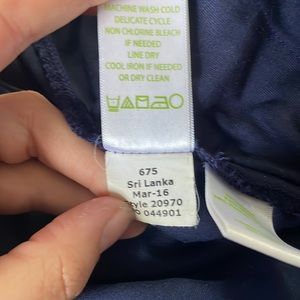 MACHINE WASH COLD
DELICATE CYCLE
NON CHLORINE BLEACH
IF NEEDED
LINE DRY
COOL IRON IF NEEDED
OR DRY CLEAN
675
Sri Lanka
Mar-16
Style 20970
044901